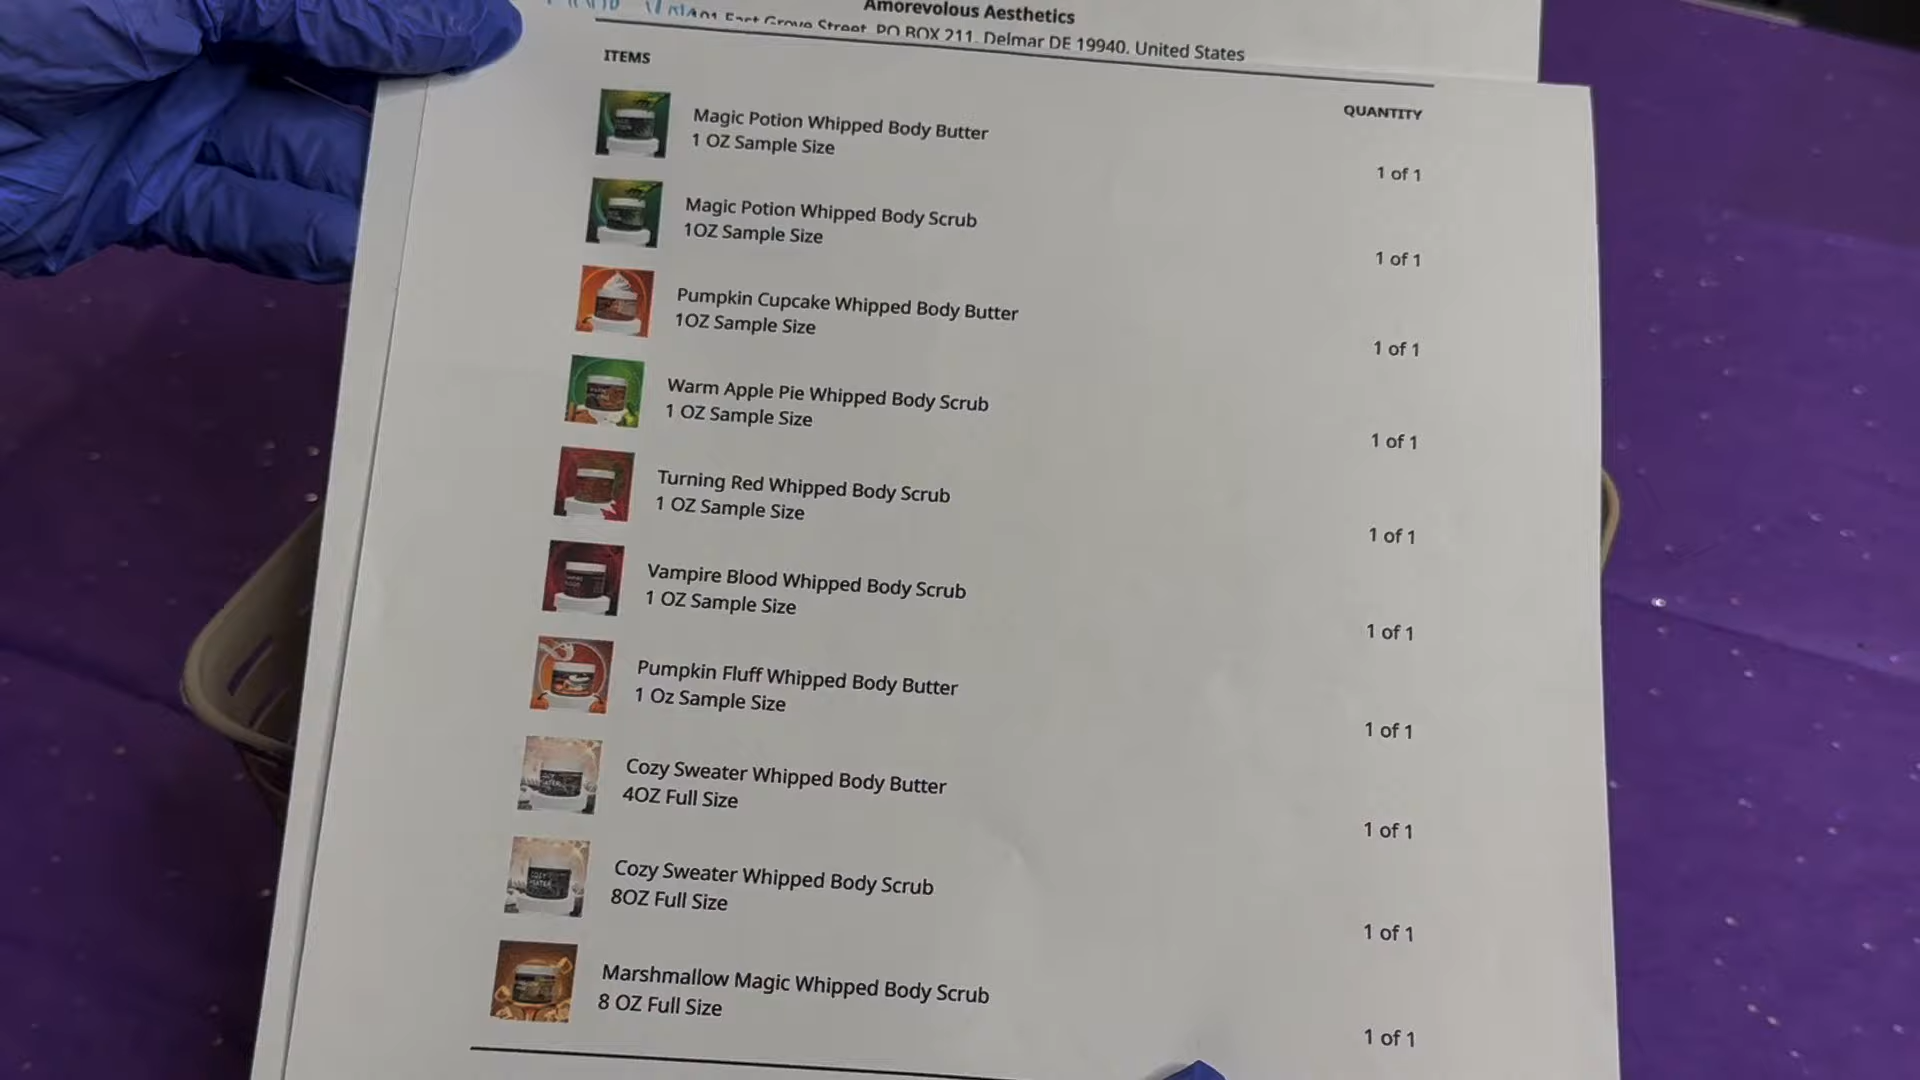 Amorevolous Aesthetics
East Grove Street, PO BOX 211, Delmar DE 19940, United States
ITEMS
QUANTITY
Magic Potion Whipped Body Butter
1 OZ Sample Size
1 of 1
Magic Potion Whipped Body Scrub
1OZ Sample Size
1 of 1
Pumpkin Cupcake Whipped Body Butter
1OZ Sample Size
1 of 1
Warm Apple Pie Whipped Body Scrub
1 OZ Sample Size
1 of 1
Turning Red Whipped Body Scrub
1 OZ Sample Size
1 of 1
Vampire Blood Whipped Body Scrub
1 OZ Sample Size
1 of 1
Pumpkin Fluff Whipped Body Butter
1 Oz Sample Size
1 of 1
Cozy Sweater Whipped Body Butter
4OZ Full Size
1 of 1
Cozy Sweater Whipped Body Scrub
8OZ Full Size
1 of 1
Marshmallow Magic Whipped Body Scrub
8 OZ Full Size
1 of 1